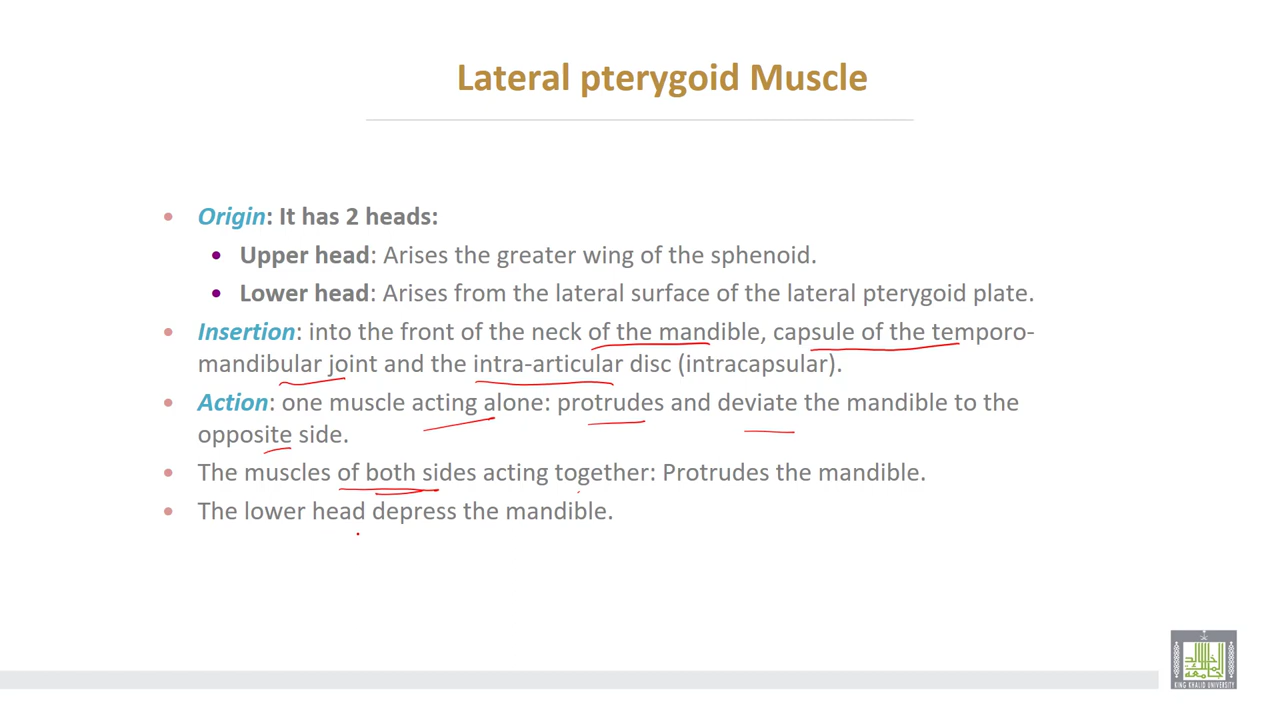 Lateral pterygoid Muscle
• Origin: It has 2 heads:
• Upper head: Arises the greater wing of the sphenoid.
• Lower head: Arises from the lateral surface of the lateral pterygoid plate.
• Insertion: into the front of the neck of the mandible, capsule of the temporo-
mandibular joint and the intra-articular disc (intracapsular).
• Action: one muscle acting alone: protrudes and deviate the mandible to the
opposite side.
• The muscles of both sides acting together: Protrudes the mandible.
• The lower head depress the mandible.
KING KHALID UNIVERSITY